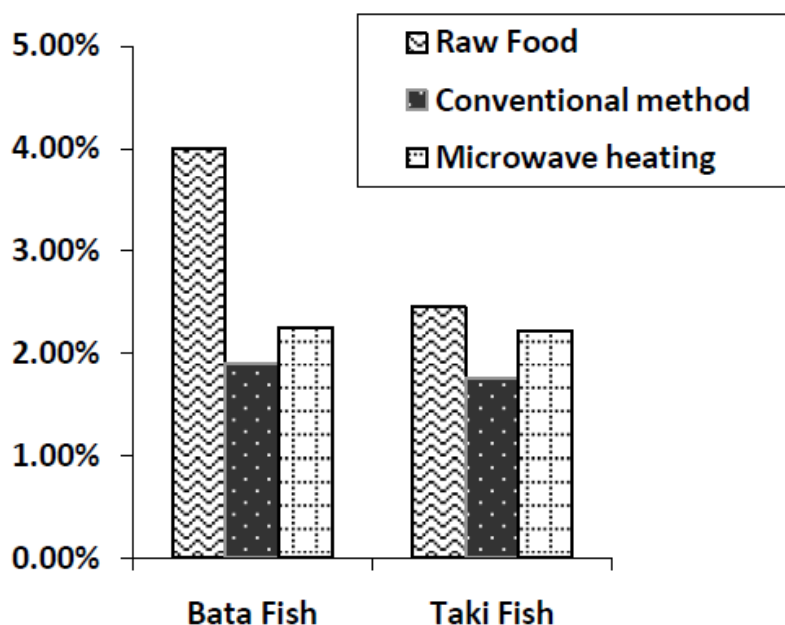 5.00%
4.00%
3.00%
2.00%
1.00%
0.00%
Raw Food
Conventional method
Microwave heating
Bata Fish
Taki Fish